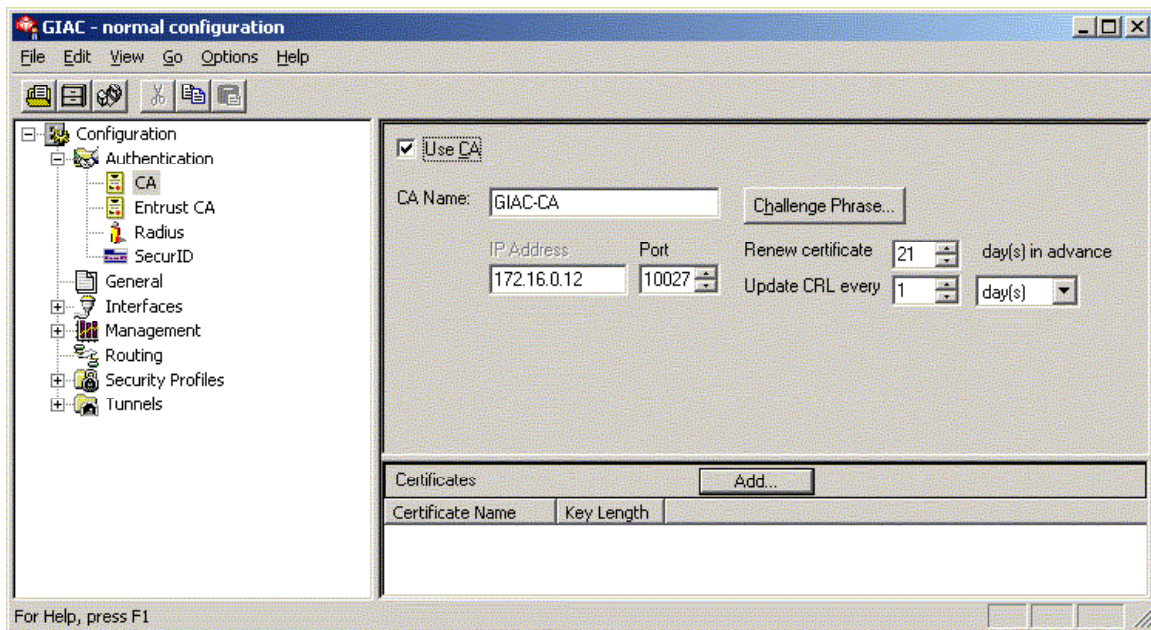 GIAC - normal configuration
File Edit View Go Options Help
Configuration
Authentication
CA
Entrust CA
Radius
SecurID
General
Interfaces
Management
Routing
Security Profiles
Tunnels
Use CA
CA Name: GIAC-CA Challenge Phrase...
IP Address Port Renew certificate 21 day(s) in advance
172.16.0.12 10027 Update CRL every 1 day(s)
Certificates Add...
Certificate Name Key Length
For Help, press F1